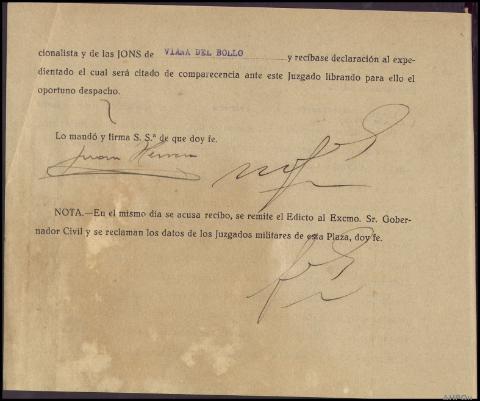 cionalista y de las JONS de VIANA DEL BOLLO y recíbase declaración al expe-
dientado el cual será citado de comparecencia ante este Juzgado librando para ello el
oportuno despacho.
Lo mandó y firma S. S.ª de que doy fe.
NOTA.—En el mismo día se acusa recibo, se remite el Edicto al Excmo. Sr. Gober-
nador Civil y se reclaman los datos de los Juzgados militares de esta Plaza, doy fe.